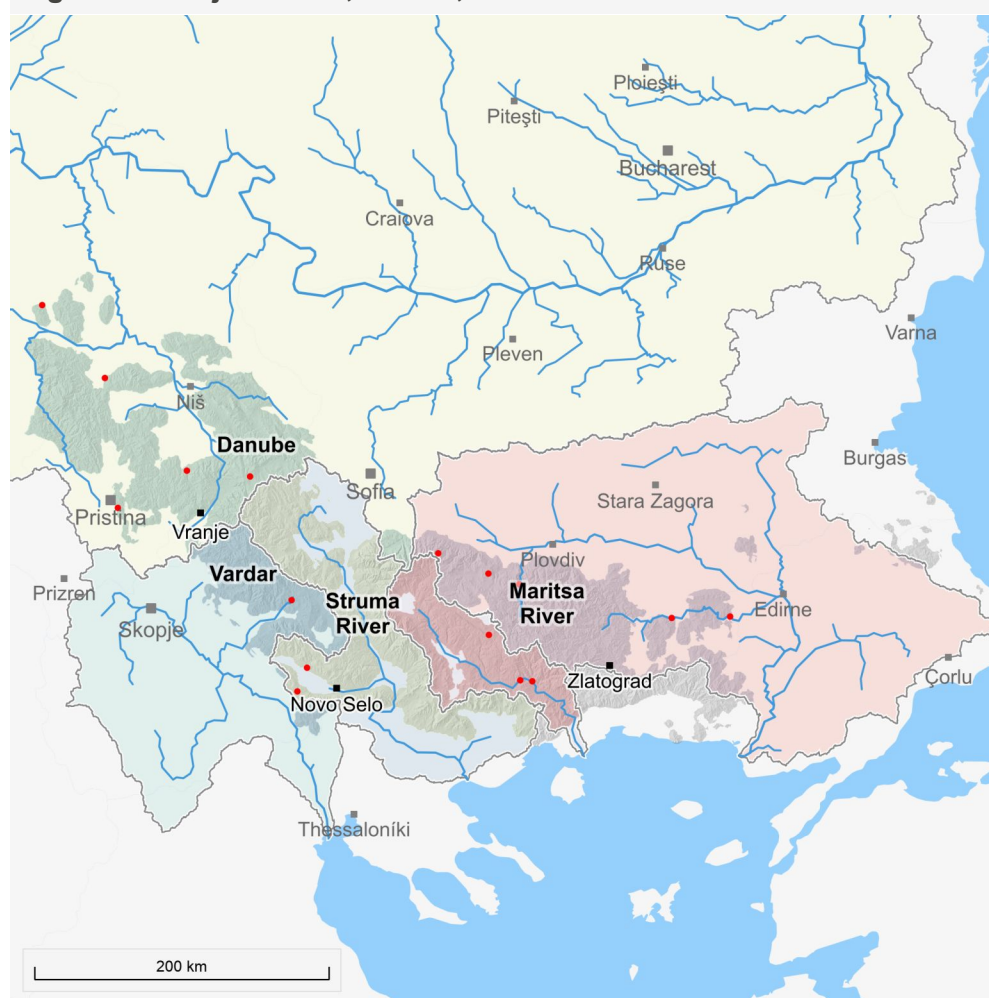 Ploiești
Pitești
Bucharest
Craiova
Ruse
Varna
Pleven
Niš
Danube
Burgas
Sofia
Stara Zagora
Pristina
Vranje
Plovdiv
Vardar
Prizren
Maritsa
River
Struma
River
Edirne
Skopje
Zlatograd
Çorlu
Novo Selo
Thessaloníki
200 km